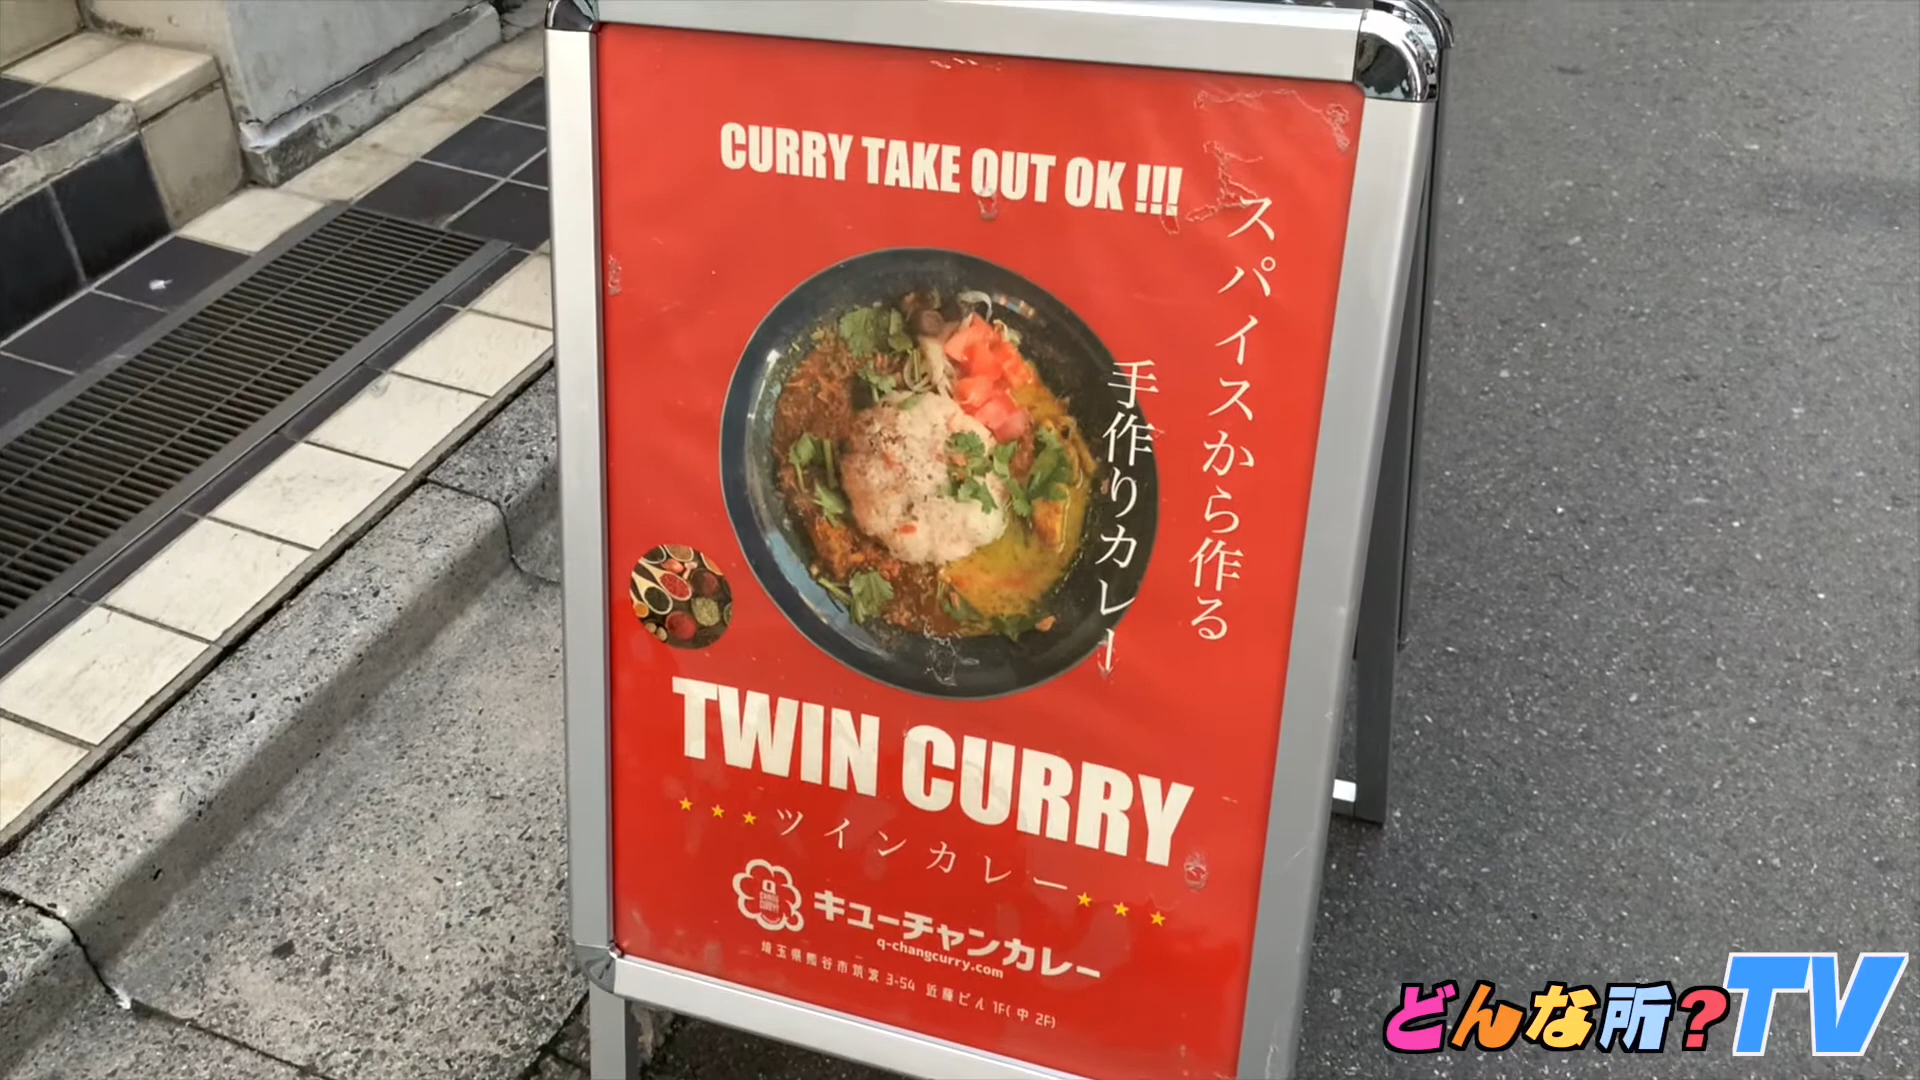 CURRY TAKE OUT OK !!!
スパイスから作る
手作りカレー
TWIN CURRY
★★★ツインカレー★★★
Q
CHANG
CURRY
キューチャンカレー
q-changcurry.com
埼玉県熊谷市筑波 3-54 近藤ビル 1F(中 2F)
どんな所?TV